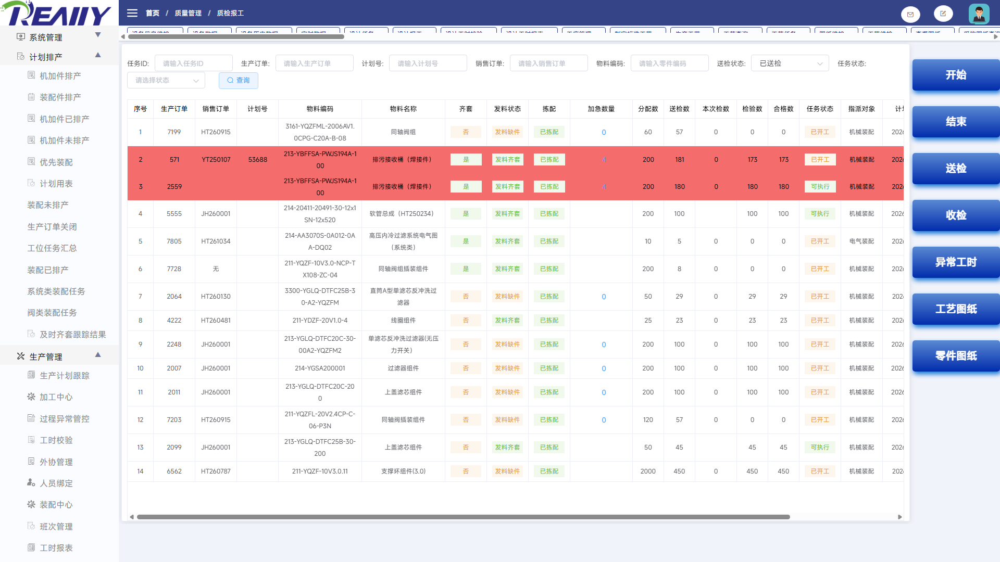 REALLY
首页 / 质量管理 / 质检报工
系统管理
计划排产
机加件排产
装配件排产
机加件已排产
机加件未排产
优先装配
计划用表
装配未排产
生产订单关闭
工位任务汇总
装配已排产
系统类装配任务
阀类装配任务
及时齐套跟踪结果
生产管理
生产计划跟踪
加工中心
过程异常管控
工时校验
外协管理
人员绑定
装配中心
班次管理
工时报表
任务ID: 请输入任务ID 生产订单: 请输入生产订单 计划号: 请输入计划号 销售订单: 请输入销售订单 物料编码: 请输入零件编码 送检状态: 已送检 任务状态:
请选择状态 查询
序号 生产订单 销售订单 计划号 物料编码 物料名称 齐套 发料状态 拣配 加急数量 分配数 送检数 本次检数 检验数 合格数 任务状态 指派对象
1 7199 HT260915 3161-YQZFML-2006AV1.0CPG-C20A-B-08 同轴阀组 否 发料缺件 已拣配 0 60 57 0 0 0 已开工 机械装配 2026
2 571 YT250107 53688 213-YBFFSA-PWJS194A-100 排污接收桶（焊接件） 是 发料齐套 已拣配 4 200 181 0 173 173 已开工 机械装配 2026
3 2559 213-YBFFSA-PWJS194A-100 排污接收桶（焊接件） 是 发料齐套 已拣配 4 200 180 0 180 180 可执行 机械装配 2026
4 5555 JH260001 214-20411-20491-30-12x1SN-12x520 软管总成（HT250234） 是 发料齐套 已拣配 200 100 100 100 可执行 机械装配 2026
5 7805 HT261034 214-AA3070S-0A012-0AA-DQ02 高压内冷过滤系统电气图(系统类) 是 发料齐套 已拣配 10 5 0 0 0 已开工 电气装配 2026
6 7728 无 211-YQZF-10V3.0-NCP-TX108-ZC-04 同轴阀组插装组件 是 发料齐套 已拣配 200 8 0 0 0 已开工 机械装配 2026
7 2064 HT260130 3300-YGLQ-DTFC25B-30-A2-YQZFM 直筒A型单滤芯反冲洗过滤器 否 发料缺件 已拣配 0 50 29 0 29 29 已开工 机械装配 202
8 4222 HT260481 211-YDZF-20V1.0-4 线圈组件 否 发料齐套 已拣配 25 23 0 23 23 已开工 机械装配 202
9 2248 JH260001 213-YGLQ-DTFC20C-30-00A2-YQZFM2 单滤芯反冲洗过滤器(无压力开关) 否 发料缺件 已拣配 0 200 100 0 100 100 已开工 机械装配 202
10 2007 JH260001 214-YGSA200001 过滤器组件 否 发料缺件 已拣配 0 200 100 0 100 100 已开工 机械装配 2026
11 2011 JH260001 213-YGLQ-DTFC20C-200 上盖滤芯组件 否 发料缺件 已拣配 0 200 100 0 100 100 已开工 机械装配 2026
12 7203 HT260915 211-YQZFL-20V2.4CP-C-06-P3N 同轴阀插装组件 否 发料缺件 已拣配 0 120 57 0 0 0 已开工 机械装配 2026
13 2099 JH260001 213-YGLQ-DTFC25B-30-200 上盖滤芯组件 否 发料齐套 已拣配 50 45 45 45 可执行 机械装配 2026
14 6562 HT260787 211-YQZF-10V3.0.11 支撑环组件(3.0) 否 发料缺件 已拣配 2000 450 0 450 450 已开工 机械装配 202
开始
结束
送检
收检
异常工时
工艺图纸
零件图纸